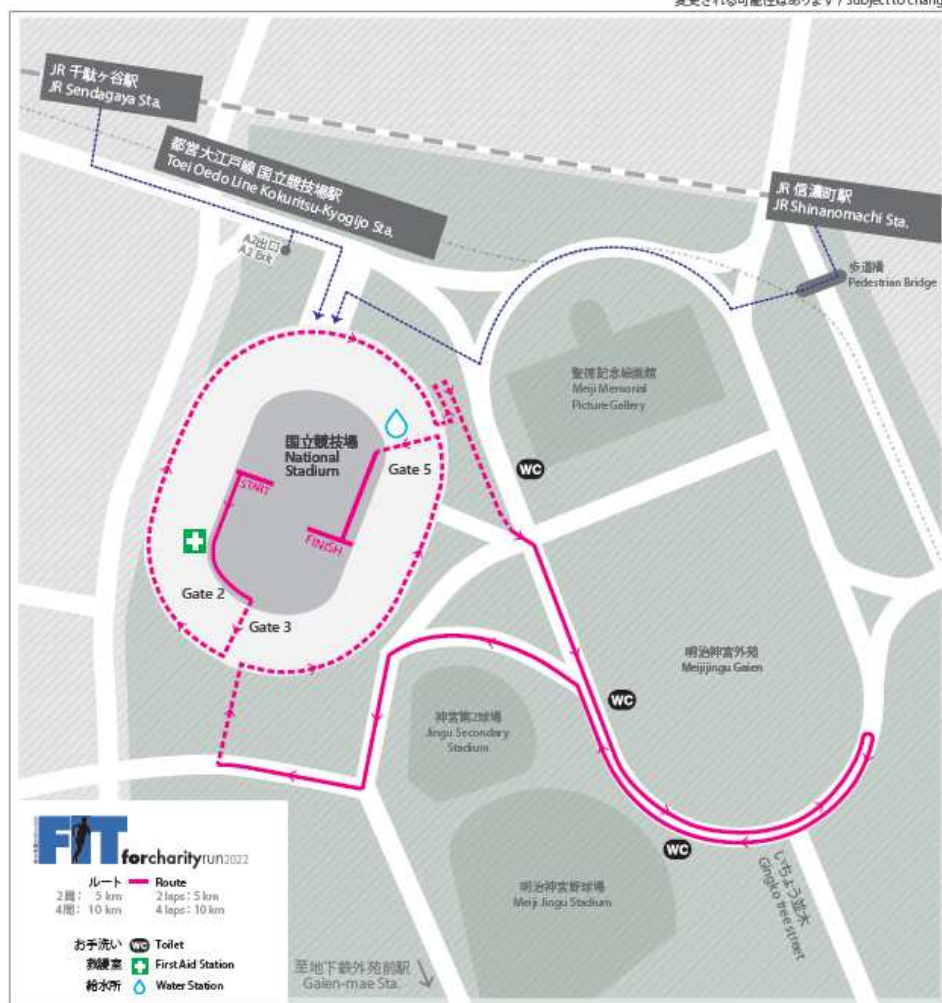 変更される可能性はあります / Subject to chang
JR 千駄ヶ谷駅
JR Sendagaya Sta.
都営大江戸線 国立競技場駅
Toei Oedo Line Kokuritsu-Kyogijo Sta.
JR 信濃町駅
JR Shinanomachi Sta.
A2出口
A2 Exit
歩道橋
Pedestrian Bridge
聖徳記念絵画館
Meiji Memorial
Picture Gallery
国立競技場
National
Stadium
Gate 5
WC
START
FINISH
Gate 2
Gate 3
明治神宮外苑
Meijijingu Gaien
WC
神宮第2球場
Jingu Secondary
Stadium
WC
いちょう並木
Gingko tree street
明治神宮野球場
Meiji Jingu Stadium
FIT forcharityrun2022
ルート Route
2周: 5 km 2 laps: 5 km
4周: 10 km 4 laps: 10 km
お手洗い WC Toilet
救護室 First Aid Station
給水所 Water Station
至地下鉄外苑前駅
Gaien-mae Sta.